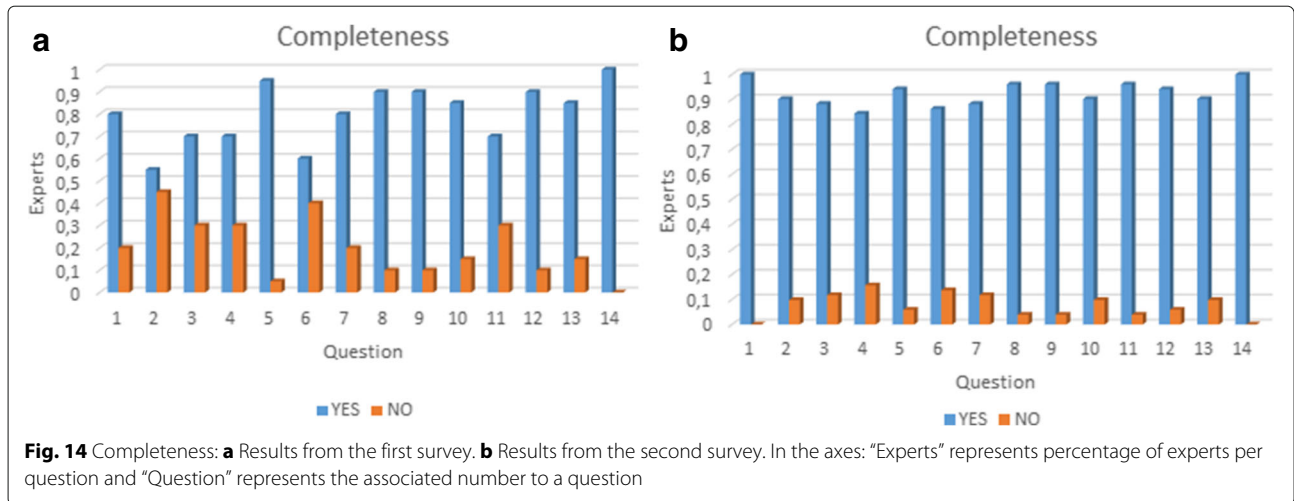 a
Completeness
1
0,9
0,8
0,7
0,6
0,5
0,4
0,3
0,2
0,1
0
Experts
1 2 3 4 5 6 7 8 9 10 11 12 13 14
Question
YES NO
b
Completeness
1
0,9
0,8
0,7
0,6
0,5
0,4
0,3
0,2
0,1
0
Experts
1 2 3 4 5 6 7 8 9 10 11 12 13 14
Question
YES NO
Fig. 14 Completeness: a Results from the first survey. b Results from the second survey. In the axes: “Experts” represents percentage of experts per
question and “Question” represents the associated number to a question